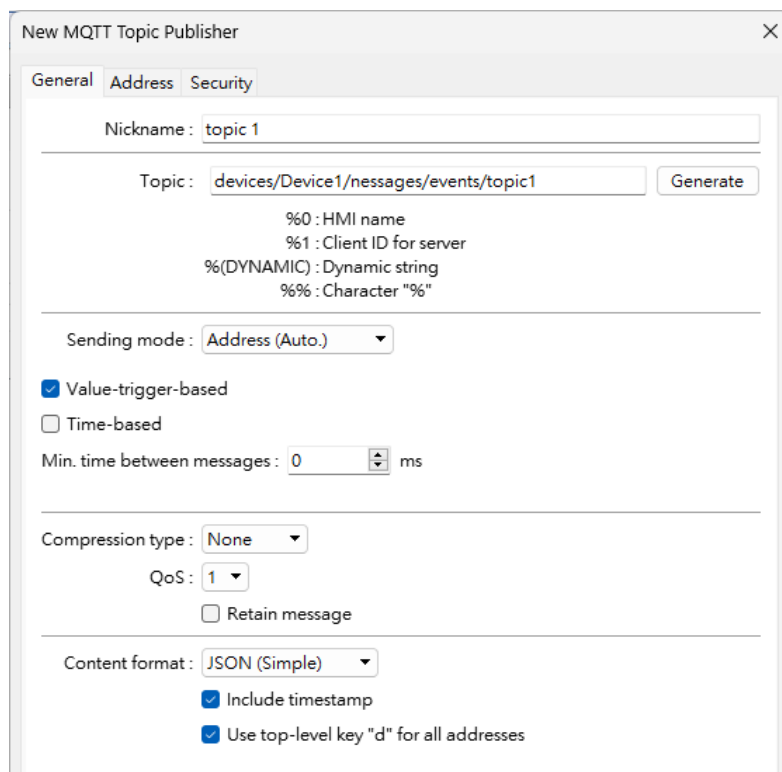 New MQTT Topic Publisher
General Address Security
Nickname : topic 1
Topic : devices/Device1/nessages/events/topic1 Generate
%0 : HMI name
%1 : Client ID for server
%(DYNAMIC) : Dynamic string
%% : Character "%"
Sending mode : Address (Auto.)
Value-trigger-based
Time-based
Min. time between messages : 0 ms
Compression type : None
QoS : 1
Retain message
Content format : JSON (Simple)
Include timestamp
Use top-level key "d" for all addresses